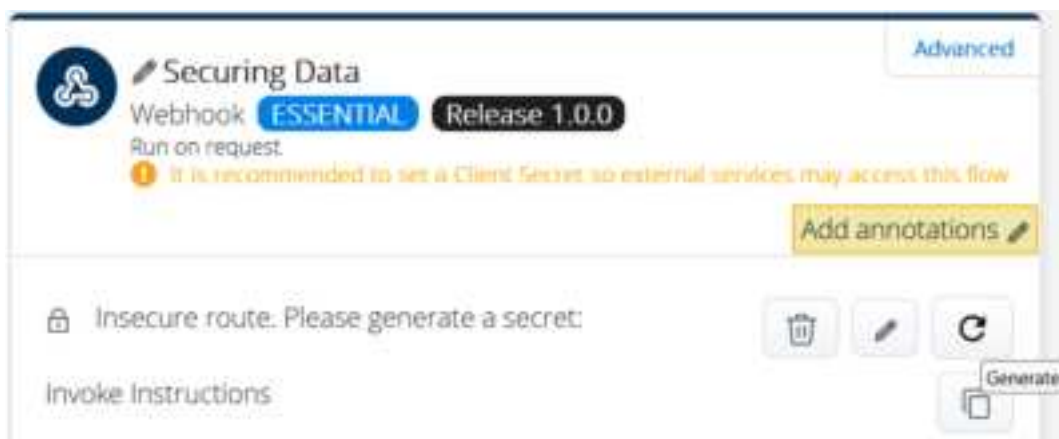 Advanced
Securing Data
Webhook ESSENTIAL Release 1.0.0
Run on request
It is recommended to set a Client Secret so external services may access this flow
Add annotations
Insecure route. Please generate a secret:
Generate
Invoke Instructions